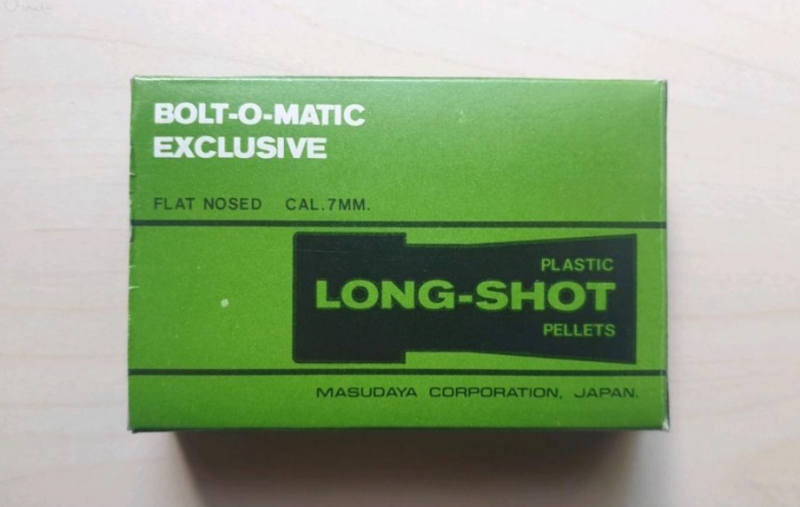 BOLT-O-MATIC
EXCLUSIVE
FLAT NOSED CAL.7MM.
PLASTIC
LONG-SHOT
PELLETS
MASUDAYA CORPORATION, JAPAN.